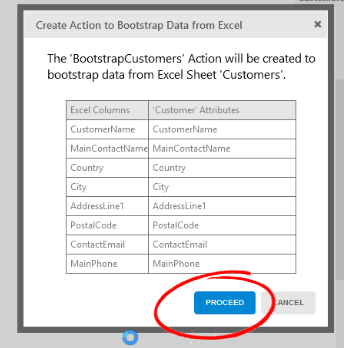 Create Action to Bootstrap Data from Excel ×
The 'BootstrapCustomers' Action will be created to
bootstrap data from Excel Sheet 'Customers'.
Excel Columns 'Customer' Attributes
CustomerName CustomerName
MainContactName MainContactName
Country Country
City City
AddressLine1 AddressLine1
PostalCode PostalCode
ContactEmail ContactEmail
MainPhone MainPhone
PROCEED CANCEL